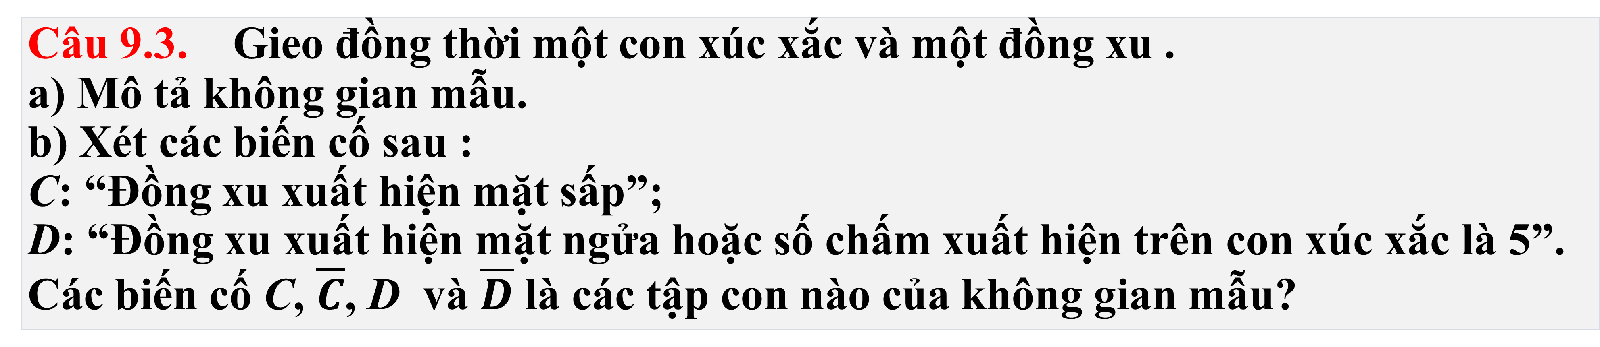 Câu 9.3. Gieo đồng thời một con xúc xắc và một đồng xu .
a) Mô tả không gian mẫu.
b) Xét các biến cố sau :
C: “Đồng xu xuất hiện mặt sấp”;
D: “Đồng xu xuất hiện mặt ngửa hoặc số chấm xuất hiện trên con xúc xắc là 5”.
Các biến cố C, C̅, D và D̅ là các tập con nào của không gian mẫu?